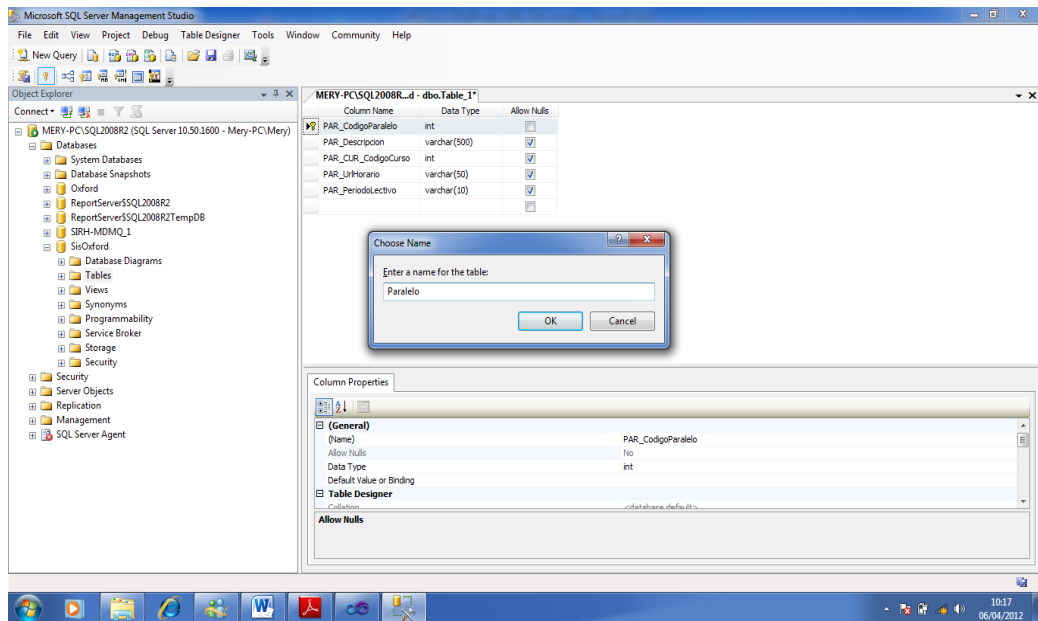 Microsoft SQL Server Management Studio
File Edit View Project Debug Table Designer Tools Window Community Help
New Query
Object Explorer
Connect
MERY-PC\SQL2008R2 (SQL Server 10.50.1600 - Mery-PC\Mery)
Databases
System Databases
Database Snapshots
Oxford
ReportServer$SQL2008R2
ReportServer$SQL2008R2TempDB
SIRH-MDMQ_1
SisOxford
Database Diagrams
Tables
Views
Synonyms
Programmability
Service Broker
Storage
Security
Security
Server Objects
Replication
Management
SQL Server Agent
MERY-PC\SQL2008R...d - dbo.Table_1*
Column Name Data Type Allow Nulls
PAR_CodigoParalelo int
PAR_Descripcion varchar(500)
PAR_CUR_CodigoCurso int
PAR_UrlHorario varchar(50)
PAR_PeriodoLectivo varchar(10)
Choose Name
Enter a name for the table:
Paralelo
OK Cancel
Column Properties
(General)
(Name) PAR_CodigoParalelo
Allow Nulls No
Data Type int
Default Value or Binding
Table Designer
Collation <database default>
Allow Nulls
10:17
06/04/2012